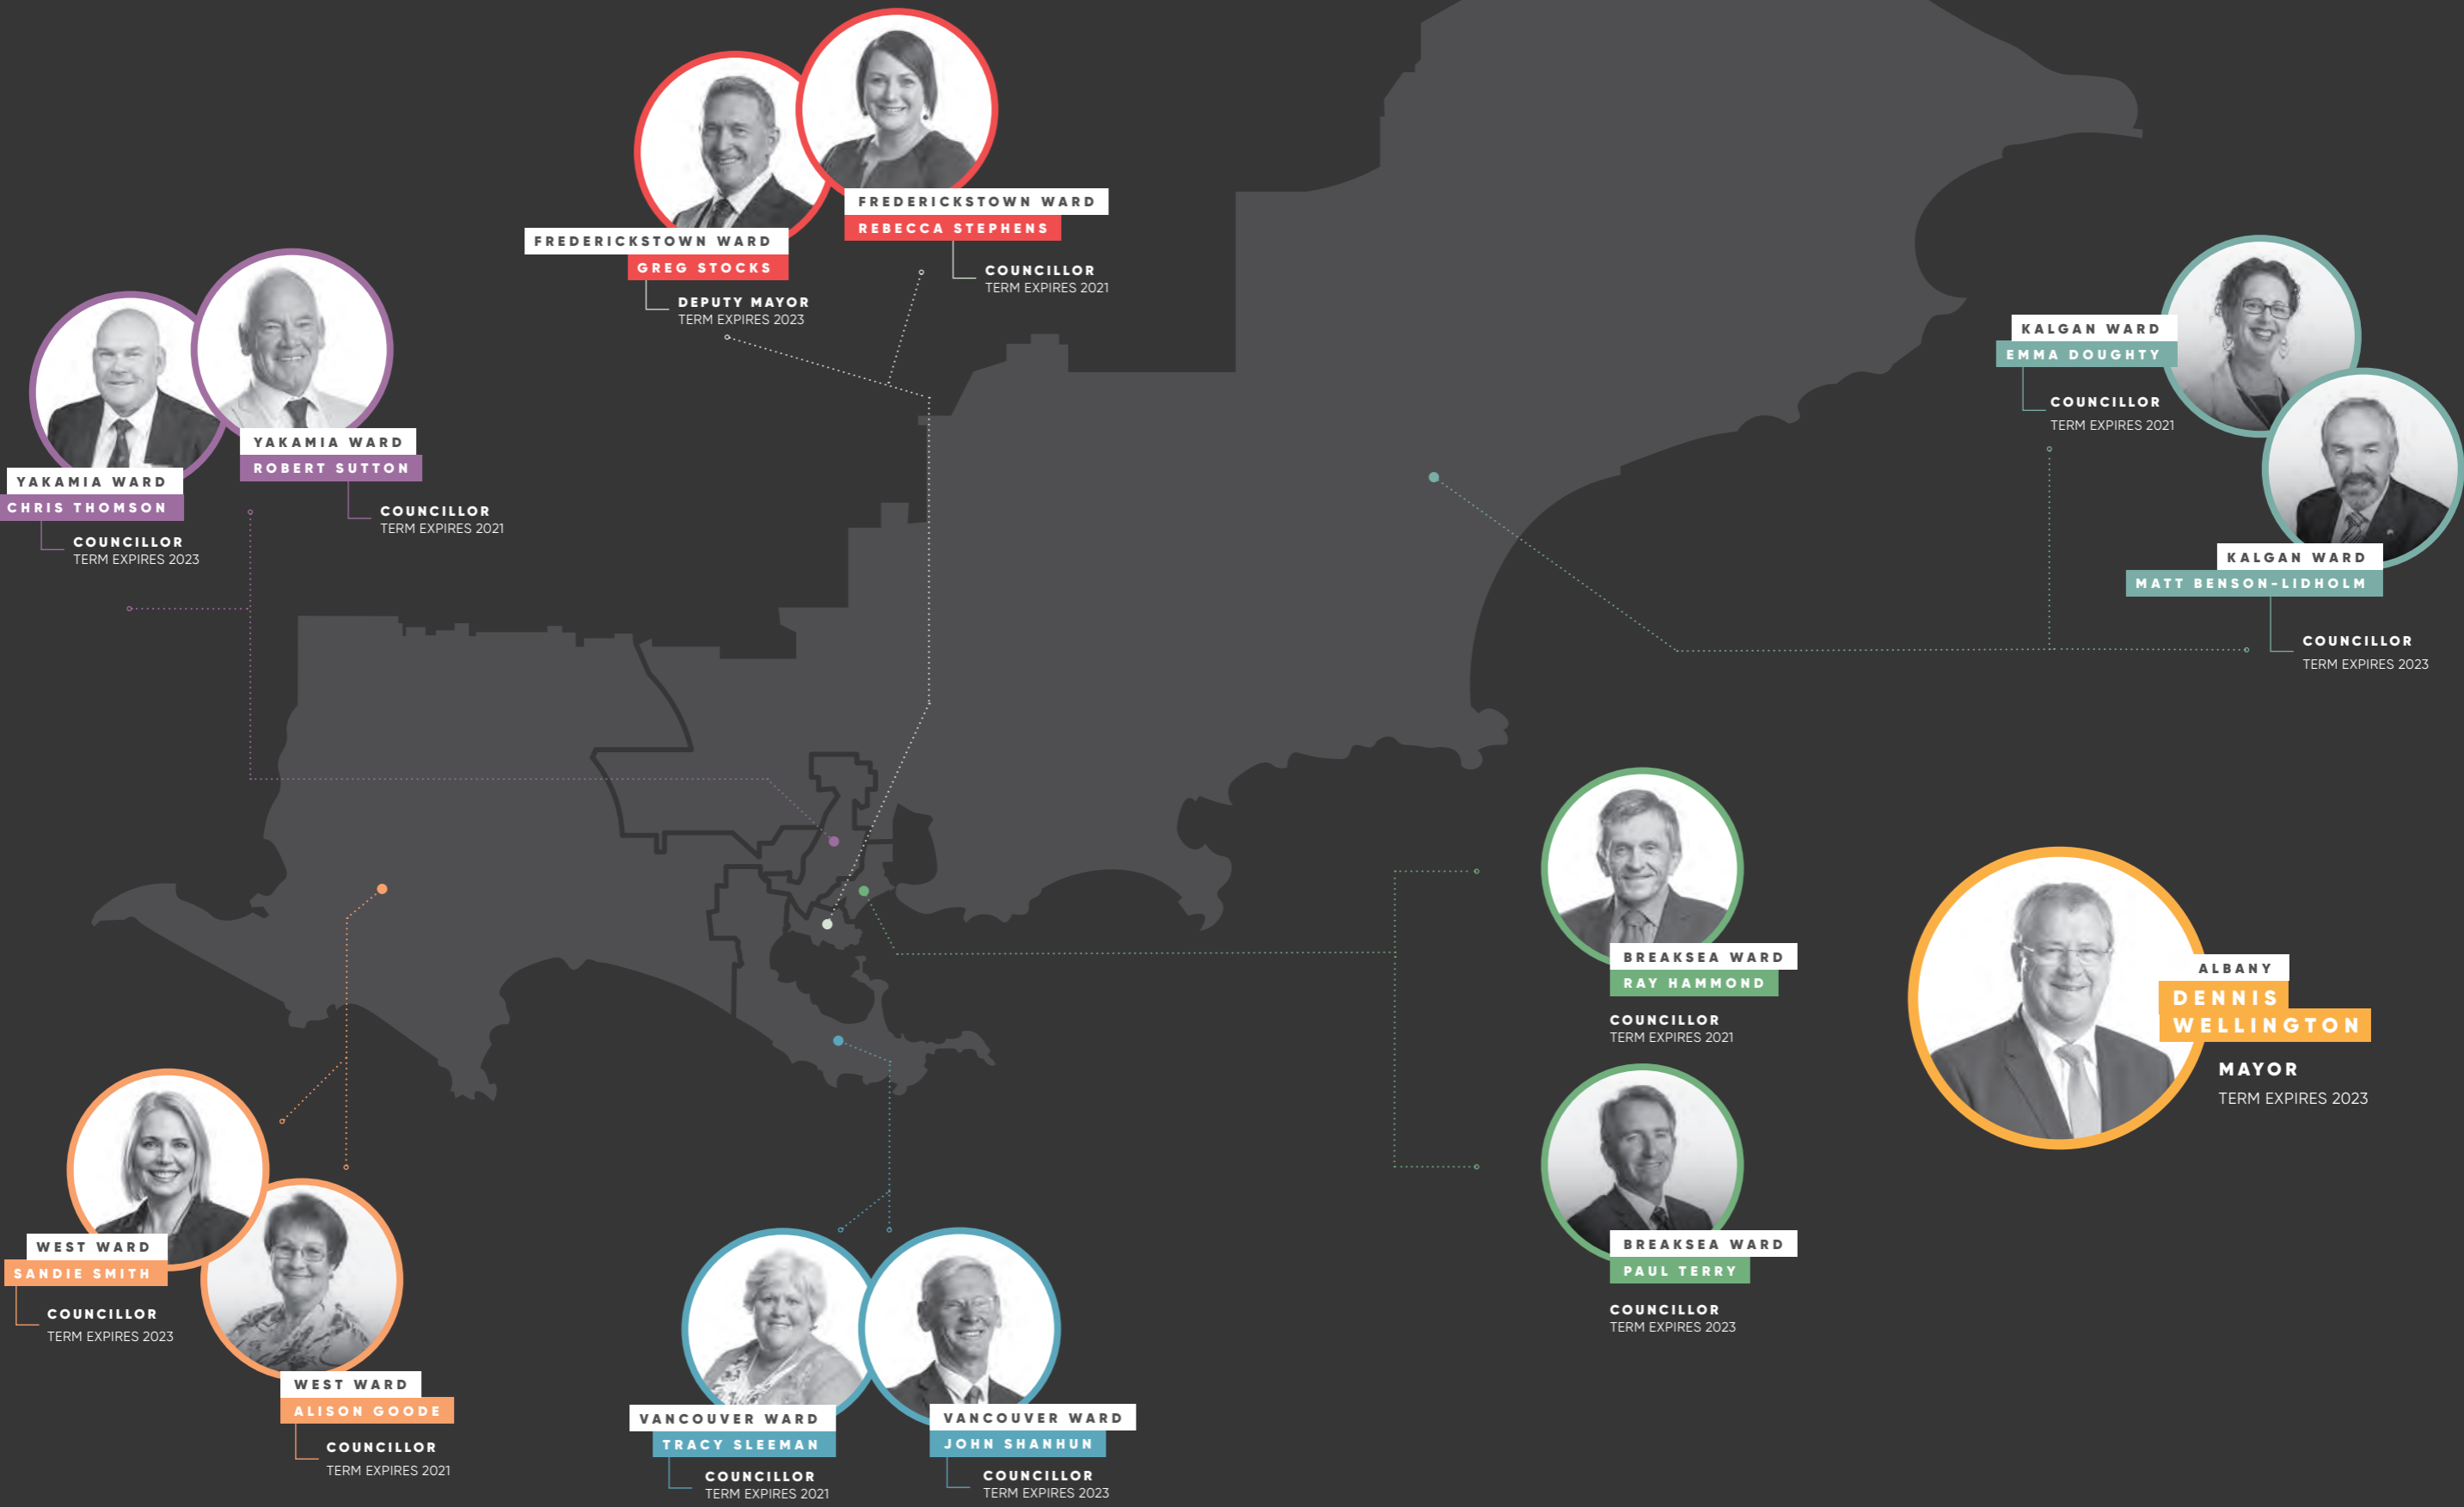 FREDERICKSTOWN WARD
REBECCA STEPHENS
COUNCILLOR
TERM EXPIRES 2021
FREDERICKSTOWN WARD
GREG STOCKS
DEPUTY MAYOR
TERM EXPIRES 2023
YAKAMIA WARD
ROBERT SUTTON
COUNCILLOR
TERM EXPIRES 2021
YAKAMIA WARD
CHRIS THOMSON
COUNCILLOR
TERM EXPIRES 2023
KALGAN WARD
EMMA DOUGHTY
COUNCILLOR
TERM EXPIRES 2021
KALGAN WARD
MATT BENSON-LIDHOLM
COUNCILLOR
TERM EXPIRES 2023
BREAKSEA WARD
RAY HAMMOND
COUNCILLOR
TERM EXPIRES 2021
ALBANY
DENNIS
WELLINGTON
MAYOR
TERM EXPIRES 2023
BREAKSEA WARD
PAUL TERRY
COUNCILLOR
TERM EXPIRES 2023
WEST WARD
SANDIE SMITH
COUNCILLOR
TERM EXPIRES 2023
WEST WARD
ALISON GOODE
COUNCILLOR
TERM EXPIRES 2021
VANCOUVER WARD
TRACY SLEEMAN
COUNCILLOR
TERM EXPIRES 2021
VANCOUVER WARD
JOHN SHANHUN
COUNCILLOR
TERM EXPIRES 2023